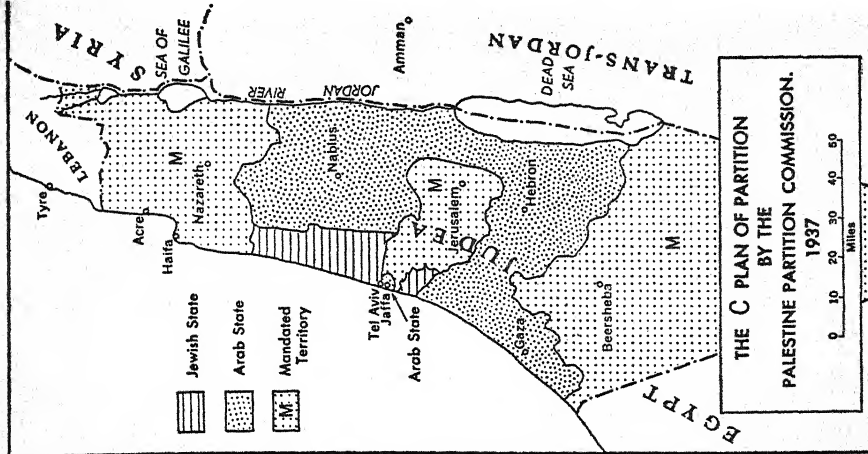 SYRIA
LEBANON
SEA OF
GALILEE
Tyre
Acre
Haifa
M
Nazareth
RIVER JORDAN
Amman
TRANS-JORDAN
Nablus
Jewish State
Arab State
M
Mandated
Territory
Tel Aviv
Jaffa
Arab State
M
Jerusalem
JUDEA
DEAD
SEA
Hebron
Gaza
Beersheba
M
EGYPT
THE C PLAN OF PARTITION
BY THE
PALESTINE PARTITION COMMISSION.
1937
0 10 20 30 40 50
Miles